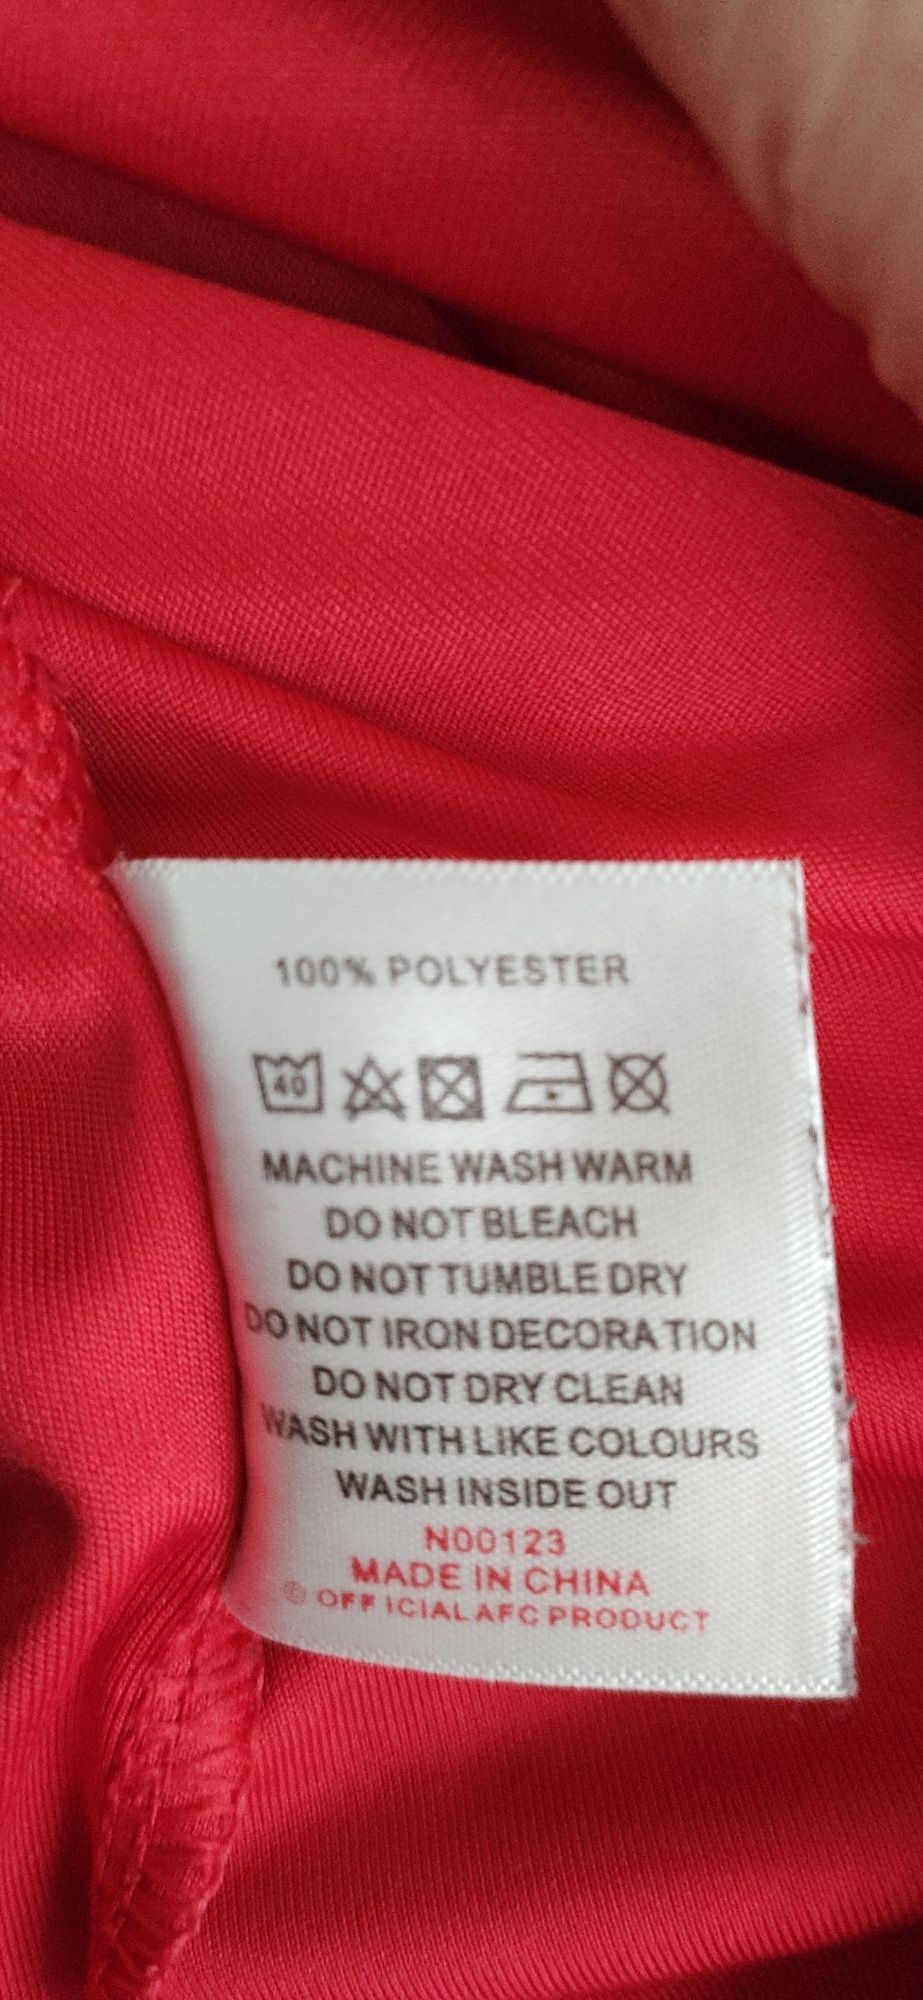 100% POLYESTER
40
MACHINE WASH WARM
DO NOT BLEACH
DO NOT TUMBLE DRY
DO NOT IRON DECORATION
DO NOT DRY CLEAN
WASH WITH LIKE COLOURS
WASH INSIDE OUT
N00123
MADE IN CHINA
© OFFICIAL AFC PRODUCT